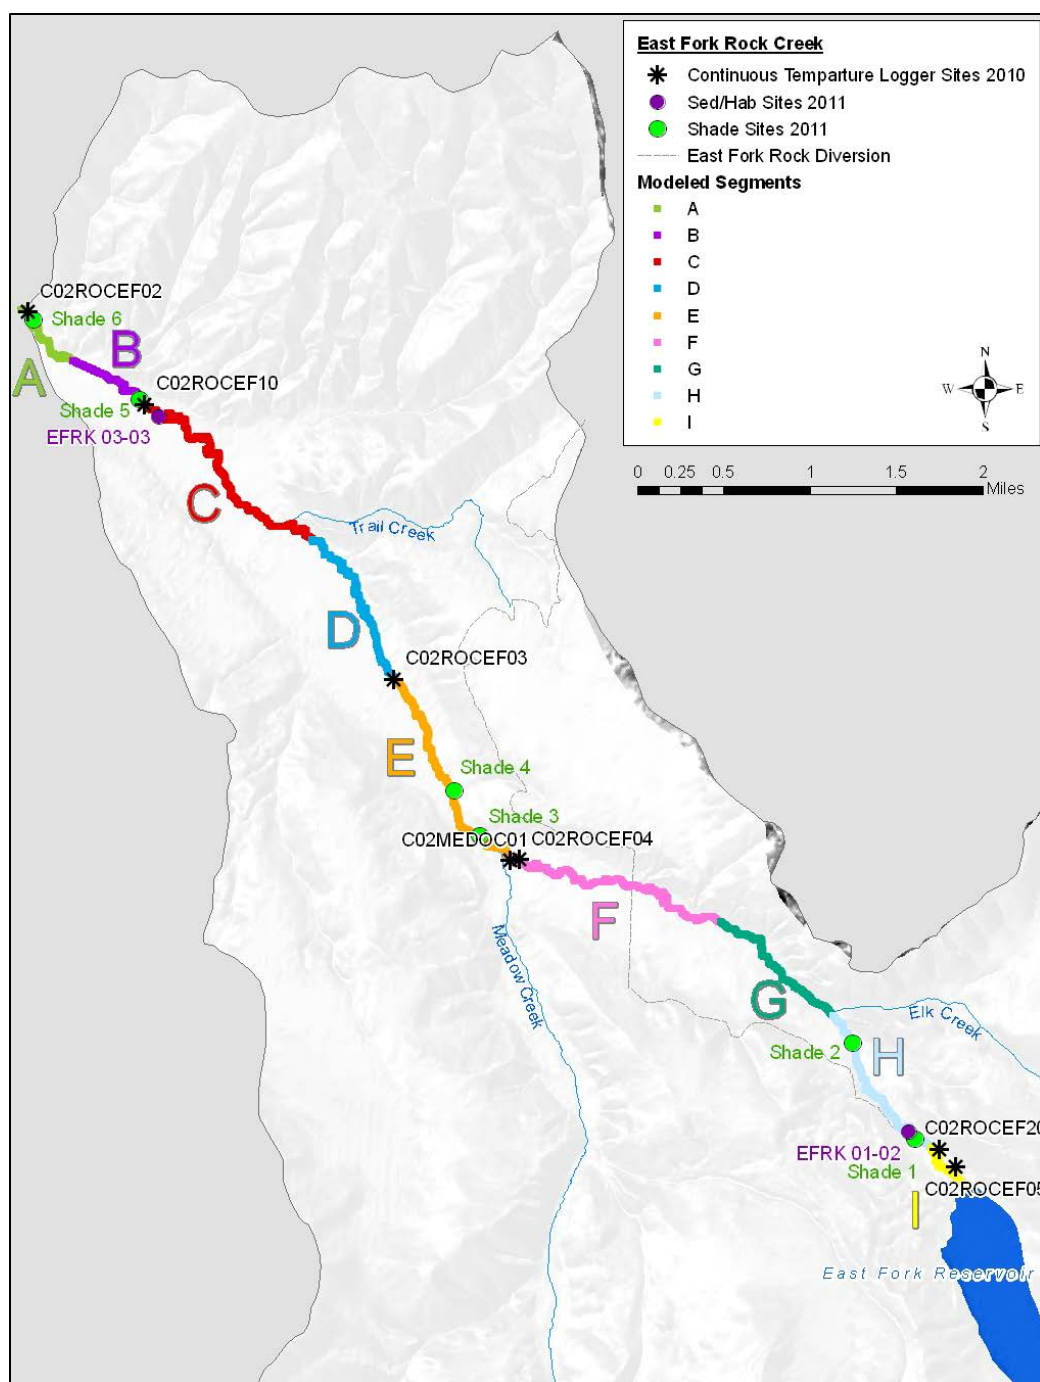 East Fork Rock Creek
Continuous Temparture Logger Sites 2010
Sed/Hab Sites 2011
Shade Sites 2011
East Fork Rock Diversion
Modeled Segments
A
B
C
D
E
F
G
H
I
N
W E
S
0 0.25 0.5 1 1.5 2
Miles
C02ROCEF02
Shade 6
B
A
C02ROCEF10
Shade 5
EFRK 03-03
C
Trail Creek
D
C02ROCEF03
E
Shade 4
Shade 3
C02MEDOC01 C02ROCEF04
F
Meadow Creek
G
Elk Creek
Shade 2
H
C02ROCEF20
EFRK 01-02
Shade 1
C02ROCEF05
I
East Fork Reservoir